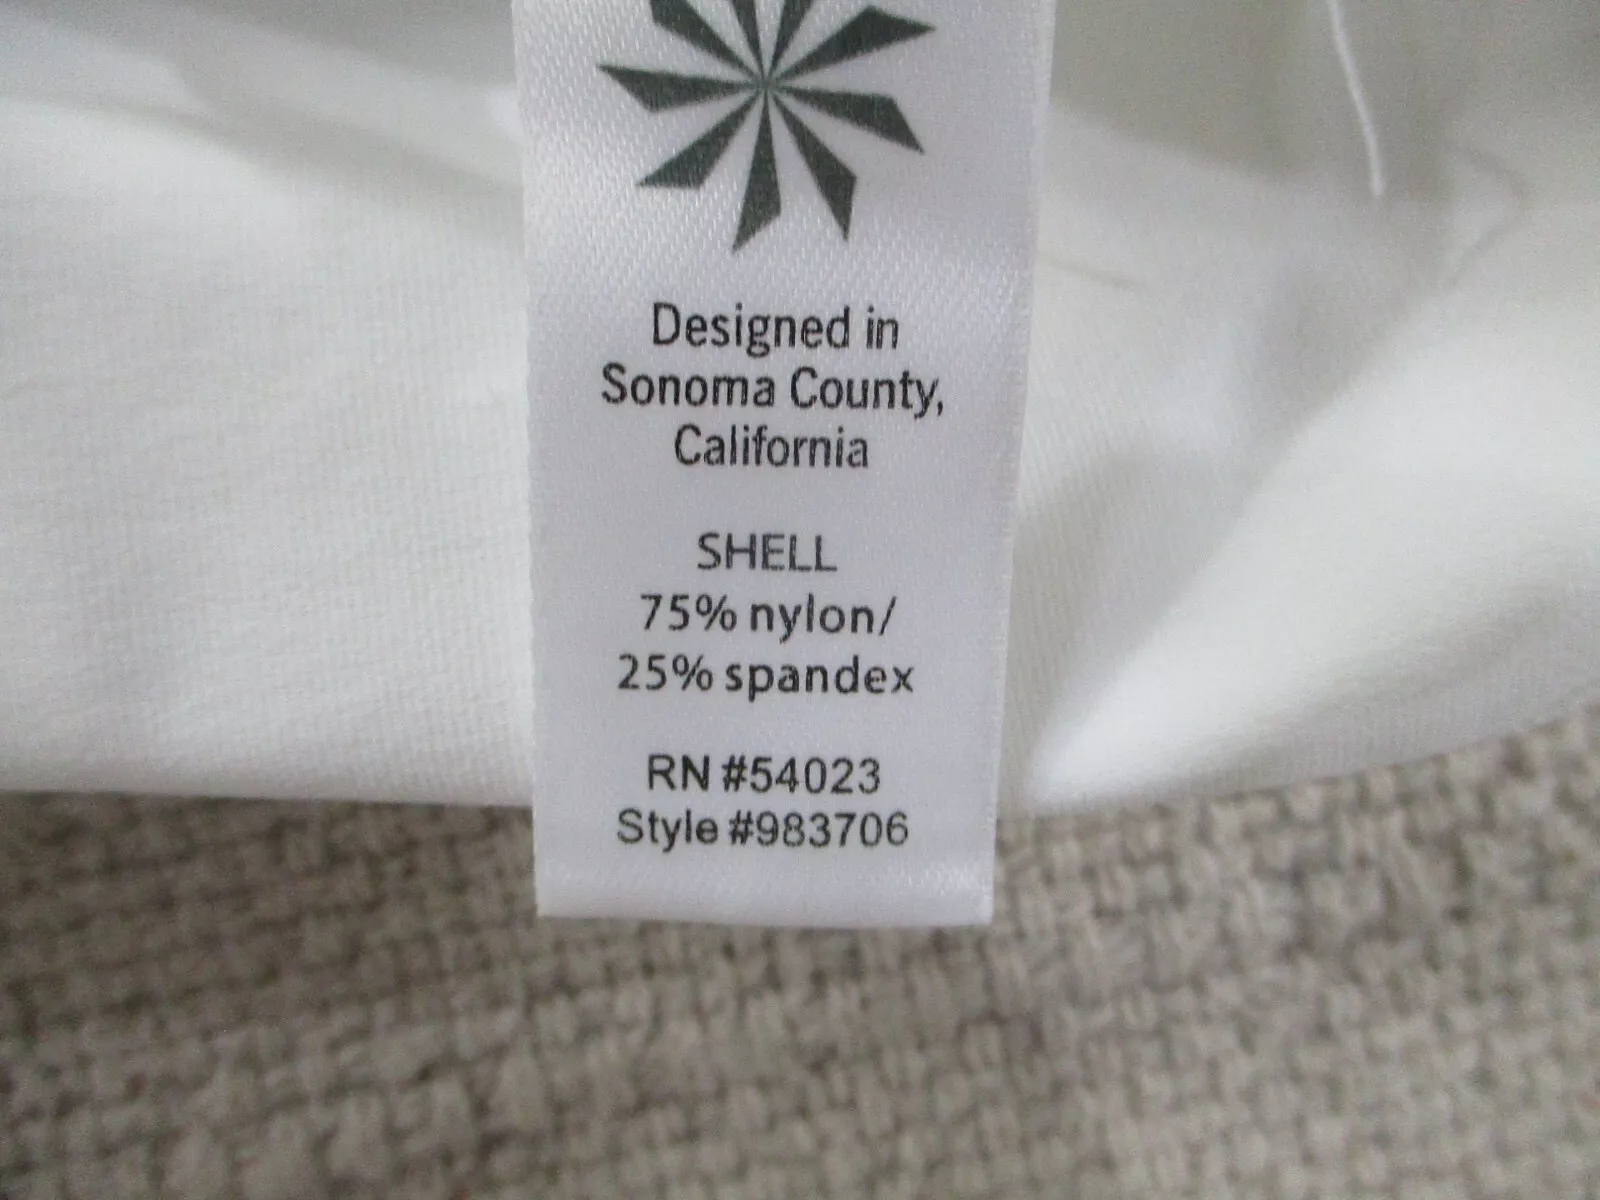 Designed in
Sonoma County,
California
SHELL
75% nylon/
25% spandex
RN #54023
Style #983706